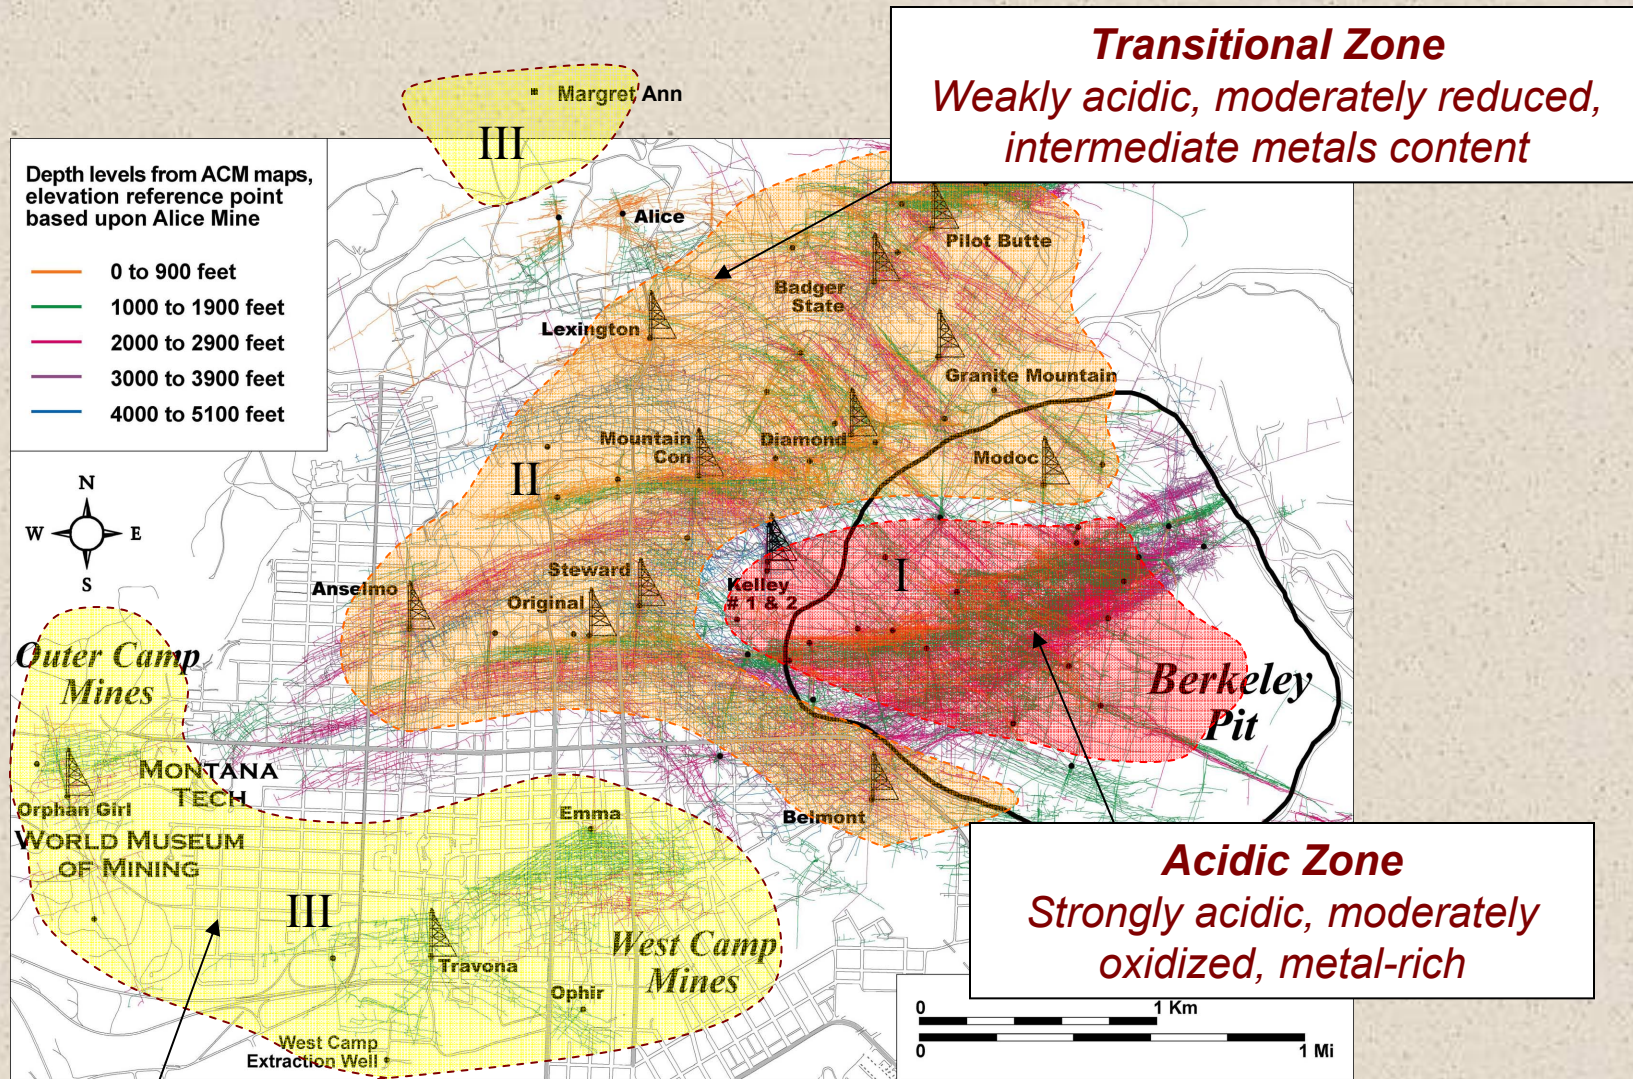 Transitional Zone
Weakly acidic, moderately reduced,
intermediate metals content
Margret Ann
III
Depth levels from ACM maps,
elevation reference point
based upon Alice Mine
0 to 900 feet
1000 to 1900 feet
2000 to 2900 feet
3000 to 3900 feet
4000 to 5100 feet
Alice
Pilot Butte
Badger
State
Lexington
Granite Mountain
Mountain
Con
Diamond
Modoc
II
N
W
E
S
Anselmo
Steward
Original
Kelley
# 1 & 2
I
Berkeley
Pit
Outer Camp
Mines
MONTANA
TECH
Orphan Girl
WORLD MUSEUM
OF MINING
Emma
Belmont
III
Travona
West Camp
Mines
Ophir
West Camp
Extraction Well
Acidic Zone
Strongly acidic, moderately
oxidized, metal-rich
0
1 Km
0
1 Mi